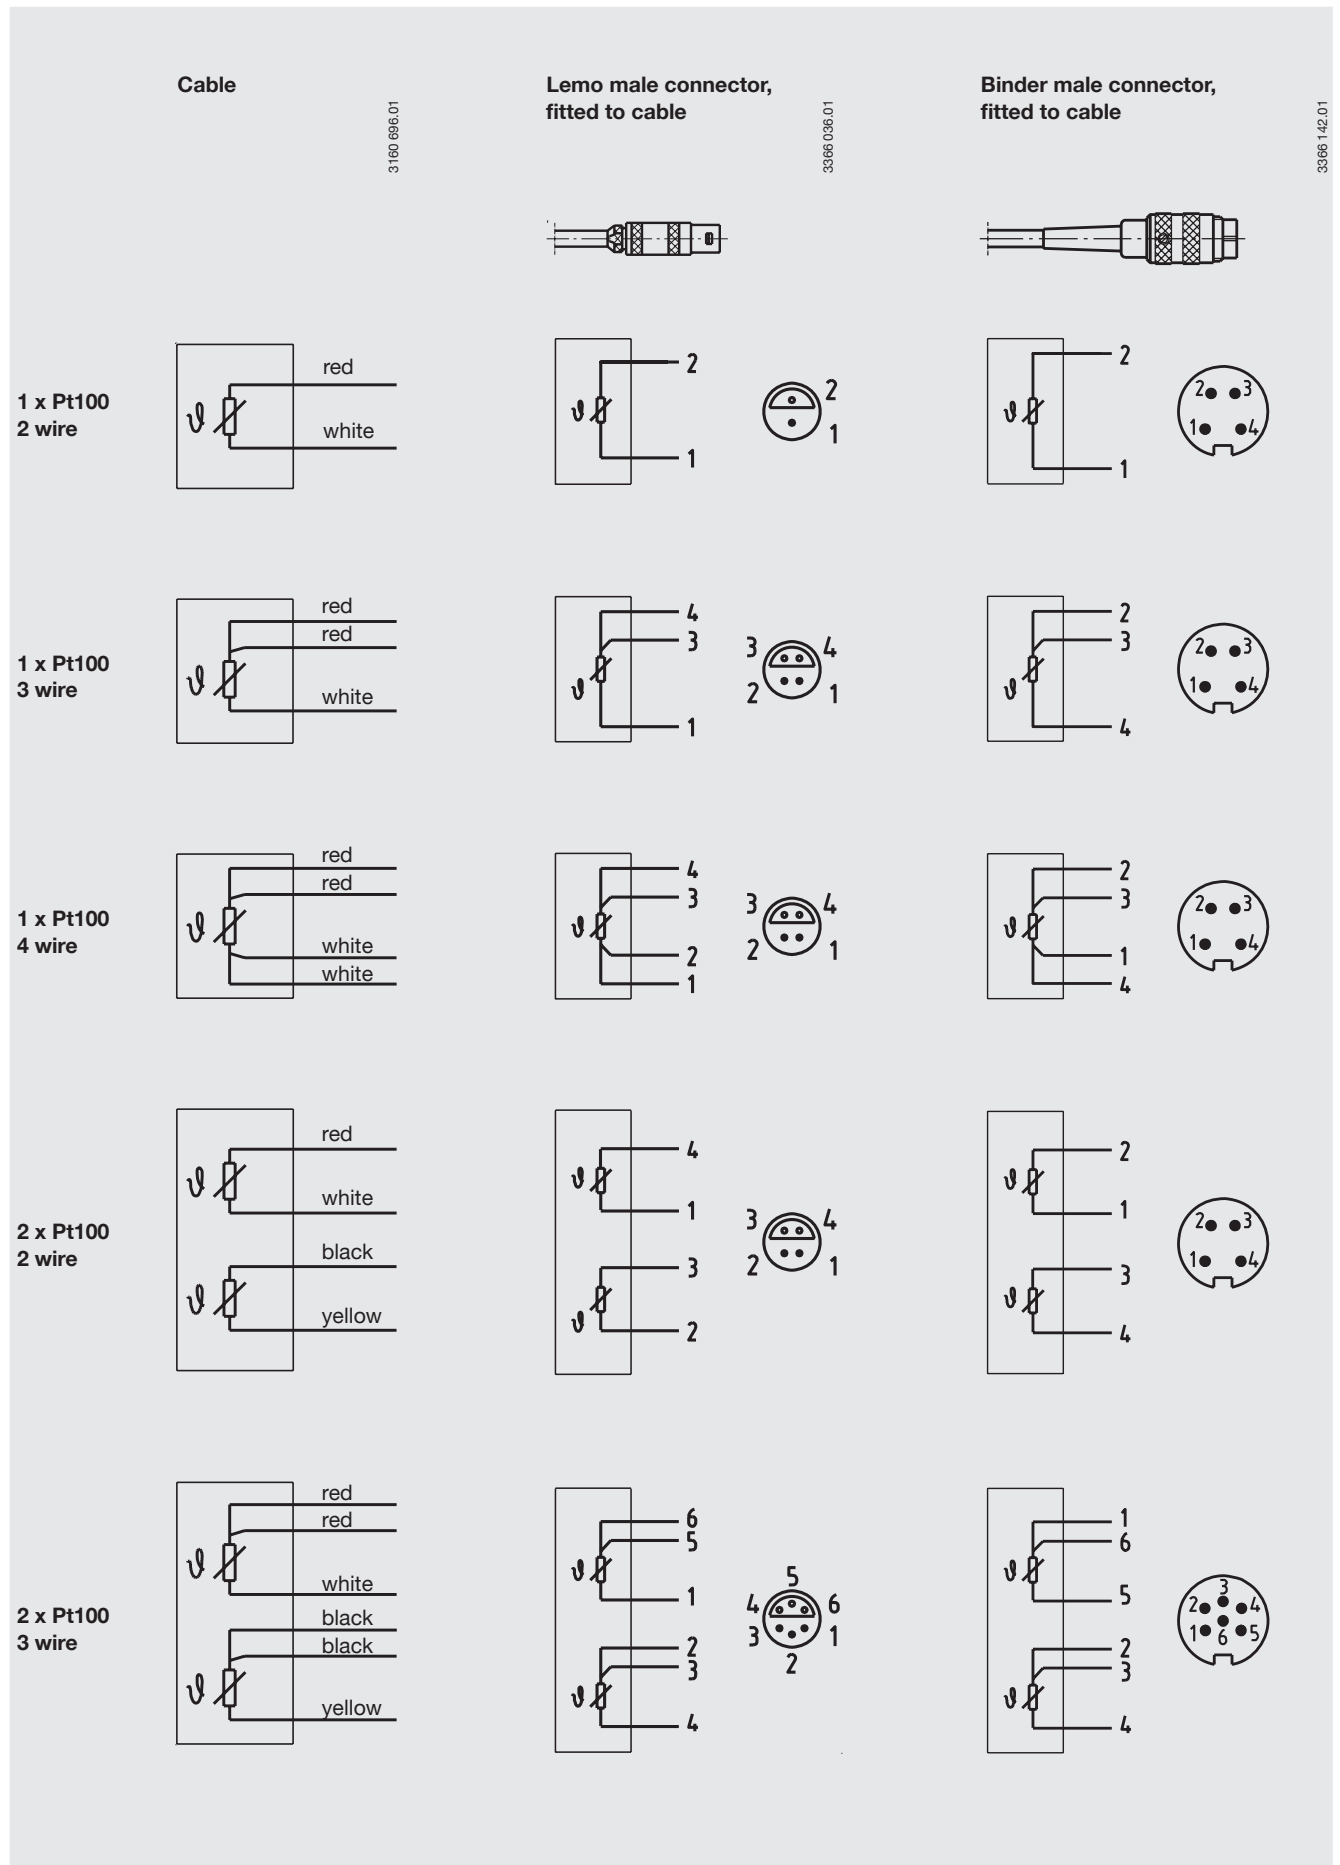 Cable
Lemo male connector,
fitted to cable
Binder male connector,
fitted to cable
3160 696.01
3366 036.01
3366 142.01
1 x Pt100
2 wire
ϑ
red
white
ϑ
2
1
2
1
ϑ
2
1
2
3
1
4
1 x Pt100
3 wire
ϑ
red
red
white
ϑ
4
3
1
3
4
2
1
ϑ
2
3
4
2
3
1
4
1 x Pt100
4 wire
ϑ
red
red
white
white
ϑ
4
3
2
1
3
4
2
1
ϑ
2
3
1
4
2
3
1
4
2 x Pt100
2 wire
ϑ
red
white
ϑ
black
yellow
ϑ
4
1
ϑ
3
2
3
4
2
1
ϑ
2
1
ϑ
3
4
2
3
1
4
2 x Pt100
3 wire
ϑ
red
red
white
ϑ
black
black
yellow
ϑ
6
5
1
ϑ
2
3
4
5
4
6
3
1
2
ϑ
1
6
5
ϑ
2
3
4
3
2
4
1
6
5